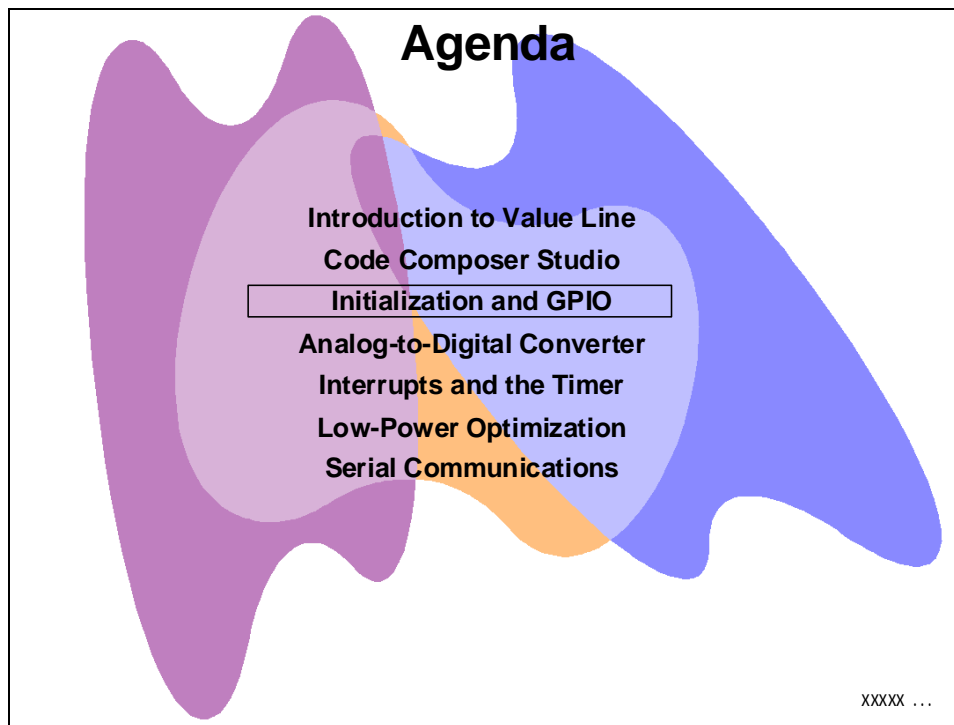 Agenda
Introduction to Value Line
Code Composer Studio
Initialization and GPIO
Analog-to-Digital Converter
Interrupts and the Timer
Low-Power Optimization
Serial Communications
XXXXX ...